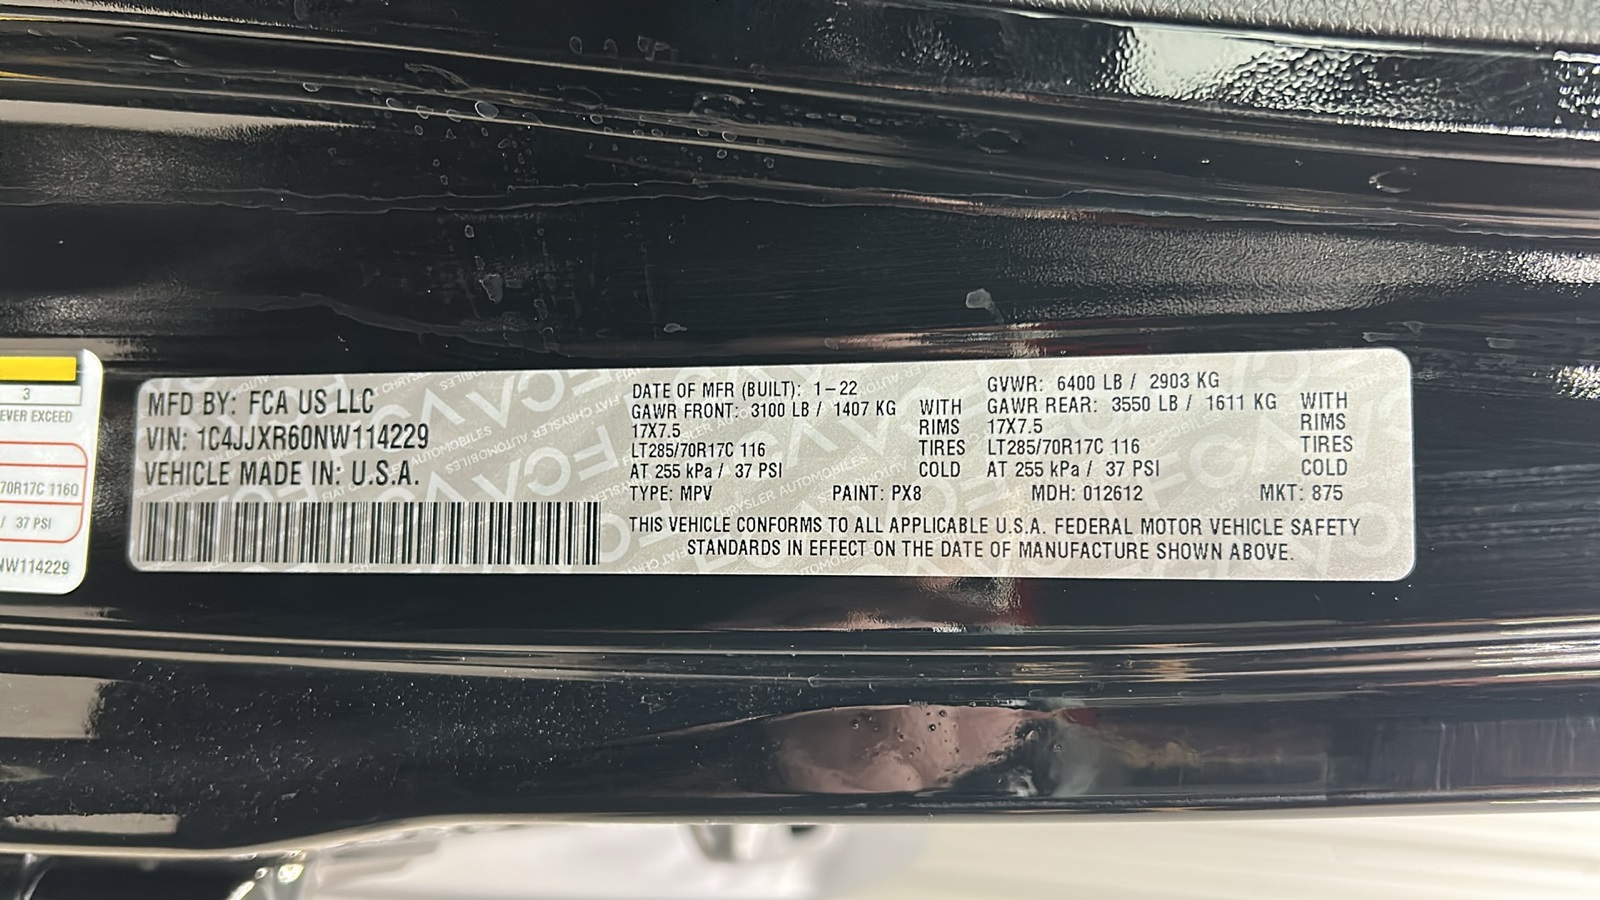 3
EVER EXCEED
70R17C 116Q
/ 37 PSI
NW114229
MFD BY: FCA US LLC
VIN: 1C4JJXR60NW114229
VEHICLE MADE IN: U.S.A.
DATE OF MFR (BUILT): 1-22
GAWR FRONT: 3100 LB / 1407 KG WITH
17X7.5 RIMS
LT285/70R17C 116 TIRES
AT 255 kPa / 37 PSI COLD
GVWR: 6400 LB / 2903 KG
GAWR REAR: 3550 LB / 1611 KG WITH
17X7.5 RIMS
LT285/70R17C 116 TIRES
AT 255 kPa / 37 PSI COLD
TYPE: MPV PAINT: PX8 MDH: 012612 MKT: 875
THIS VEHICLE CONFORMS TO ALL APPLICABLE U.S.A. FEDERAL MOTOR VEHICLE SAFETY
STANDARDS IN EFFECT ON THE DATE OF MANUFACTURE SHOWN ABOVE.